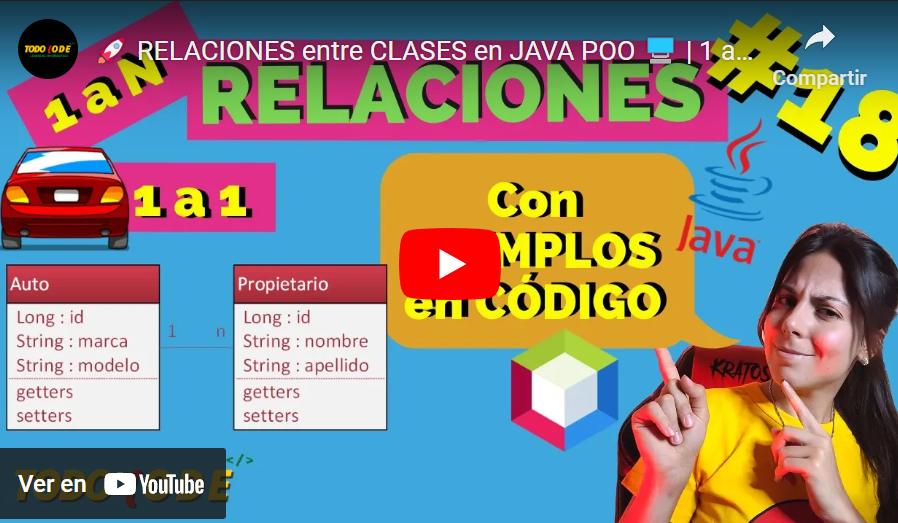 TODO CODE
🚀 RELACIONES entre CLASES en JAVA POO 💻 | 1 a...
Compartir
1 a N
RELACIONES
#18
1 a 1
Con
en CÓDIGO
Java
Auto
Long : id
String : marca
String : modelo
getters
setters
1 n
Propietario
Long : id
String : nombre
String : apellido
getters
setters
KRATOS
</>
Ver en YouTube